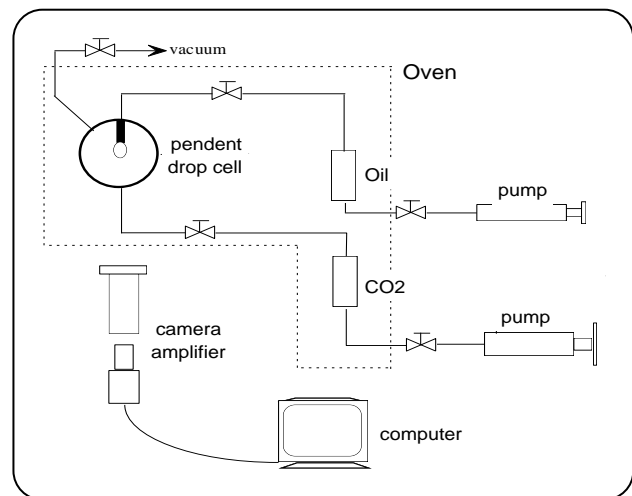 vacuum
Oven
pendent
drop cell
Oil
pump
CO2
pump
camera
amplifier
computer